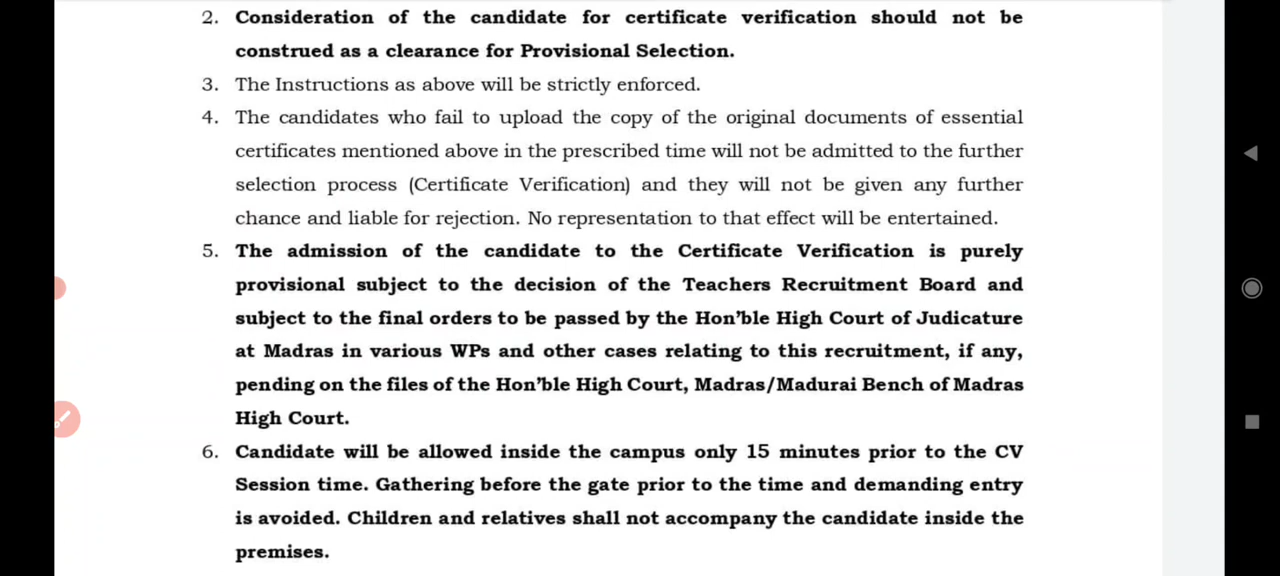 2. Consideration of the candidate for certificate verification should not be
construed as a clearance for Provisional Selection.
3. The Instructions as above will be strictly enforced.
4. The candidates who fail to upload the copy of the original documents of essential
certificates mentioned above in the prescribed time will not be admitted to the further
selection process (Certificate Verification) and they will not be given any further
chance and liable for rejection. No representation to that effect will be entertained.
5. The admission of the candidate to the Certificate Verification is purely
provisional subject to the decision of the Teachers Recruitment Board and
subject to the final orders to be passed by the Hon’ble High Court of Judicature
at Madras in various WPs and other cases relating to this recruitment, if any,
pending on the files of the Hon’ble High Court, Madras/Madurai Bench of Madras
High Court.
6. Candidate will be allowed inside the campus only 15 minutes prior to the CV
Session time. Gathering before the gate prior to the time and demanding entry
is avoided. Children and relatives shall not accompany the candidate inside the
premises.